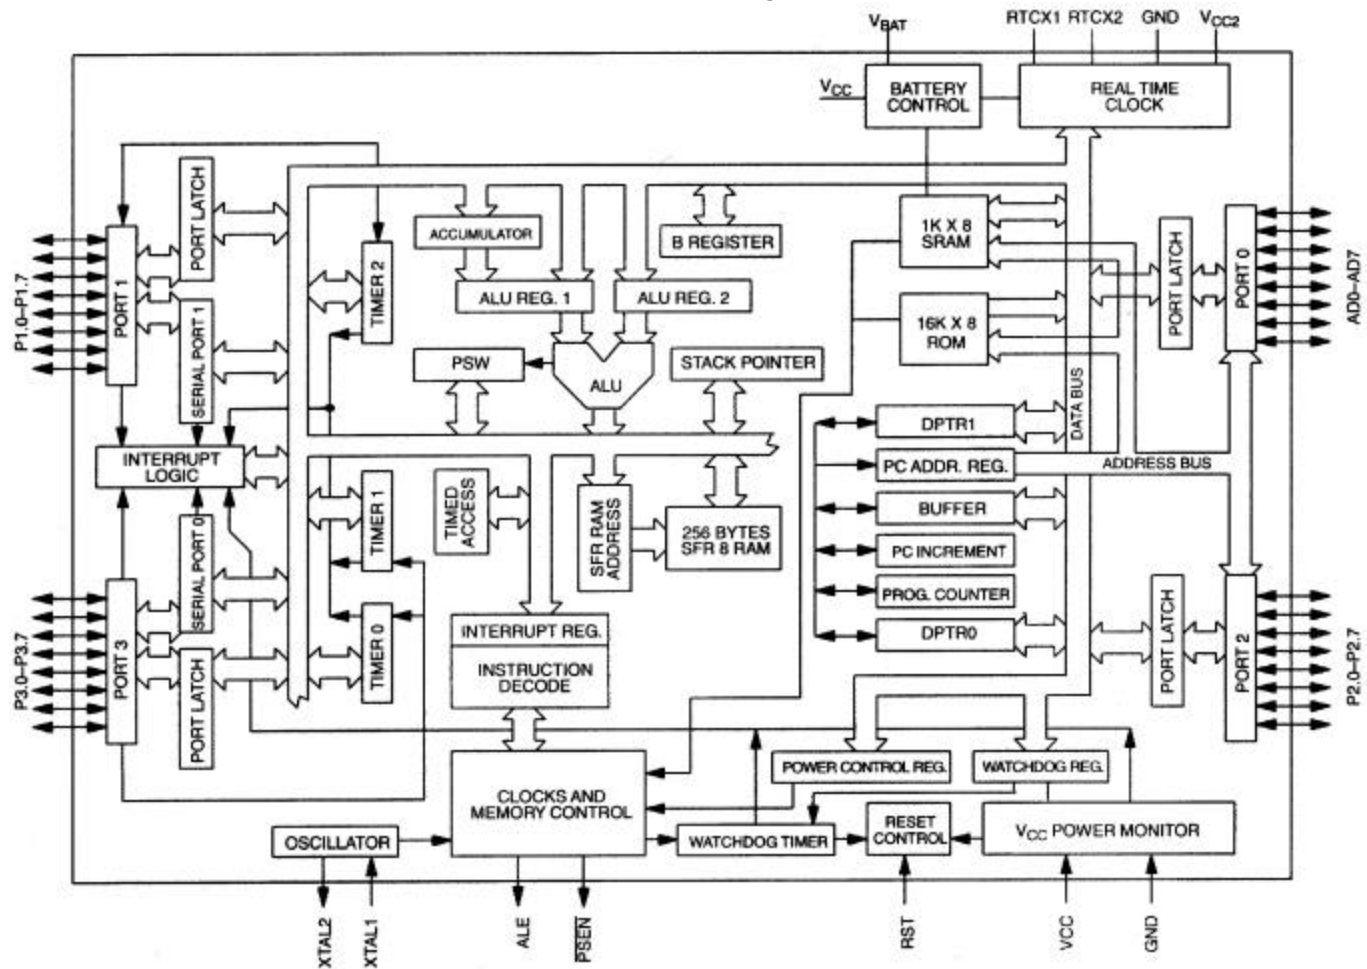 VBAT
RTCX1 RTCX2 GND VCC2
VCC
BATTERY
CONTROL
REAL TIME
CLOCK
PORT LATCH
ACCUMULATOR
B REGISTER
1K X 8
SRAM
P1.0–P1.7
PORT 1
TIMER 2
ALU REG. 1
ALU REG. 2
16K X 8
ROM
PORT LATCH
PORT 0
AD0–AD7
SERIAL PORT 1
PSW
ALU
STACK POINTER
DATA BUS
DPTR1
INTERRUPT
LOGIC
PC ADDR. REG.
ADDRESS BUS
TIMER 1
TIMED
ACCESS
SFR RAM
ADDRESS
256 BYTES
SFR 8 RAM
BUFFER
PC INCREMENT
PROG. COUNTER
DPTR0
SERIAL PORT 0
P3.0–P3.7
PORT 3
PORT LATCH
TIMER 0
INTERRUPT REG.
INSTRUCTION
DECODE
PORT LATCH
PORT 2
P2.0–P2.7
CLOCKS AND
MEMORY CONTROL
POWER CONTROL REG.
WATCHDOG REG.
OSCILLATOR
WATCHDOG TIMER
RESET
CONTROL
VCC POWER MONITOR
XTAL2
XTAL1
ALE
PSEN
RST
VCC
GND